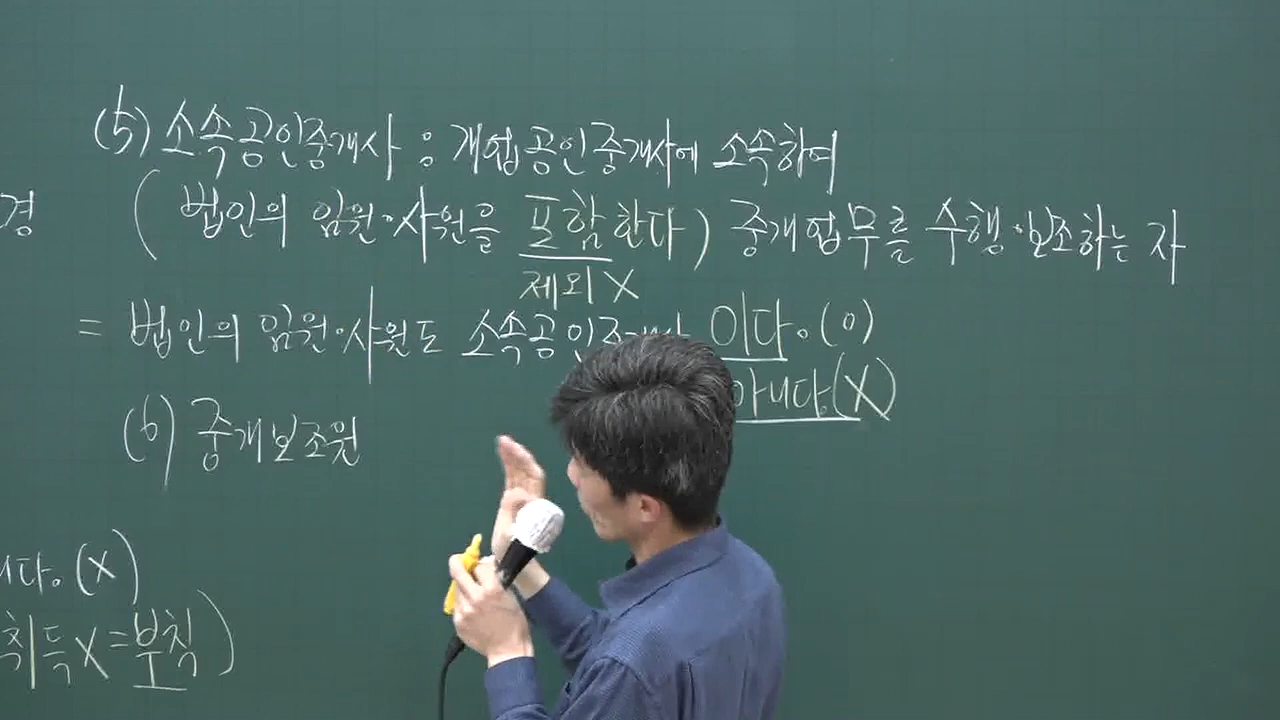 (5) 소속공인중개사 : 개업공인중개사에 소속하여
경 ( 법인의 임원·사원을 포함한다) 중개업무를 수행·보조하는 자
제외 X
= 법인의 임원·사원도 소속공인중개사 이다.(O)
아니다.(X)
(6) 중개보조원
니다.(X)
취득X=부칙)